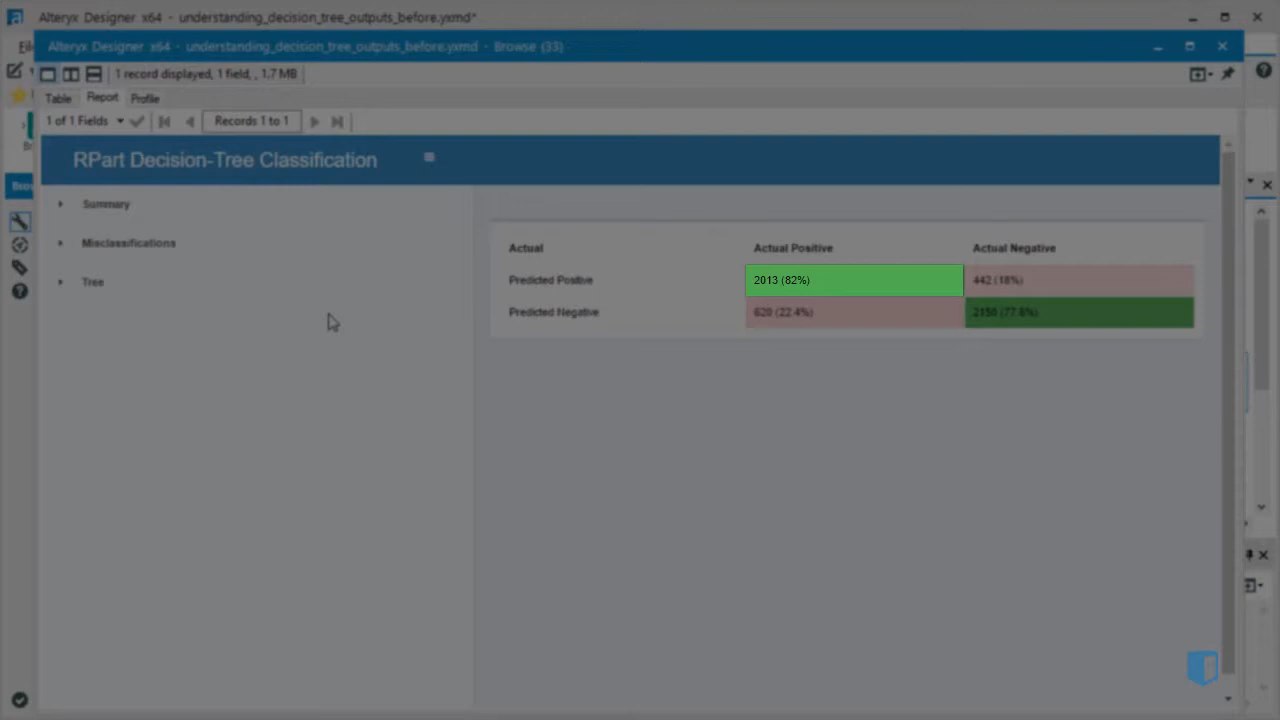 Alteryx Designer x64 - understanding_decision_tree_outputs_before.yxmd*
Alteryx Designer x64 - understanding_decision_tree_outputs_before.yxmd - Browse (33)
1 record displayed, 1 field, , 1.7 MB
Table Report Profile
1 of 1 Fields Records 1 to 1
RPart Decision-Tree Classification
Summary
Misclassifications
Tree
Actual Actual Positive Actual Negative
Predicted Positive 2013 (82%) 442 (18%)
Predicted Negative 620 (22.4%) (77.6%)